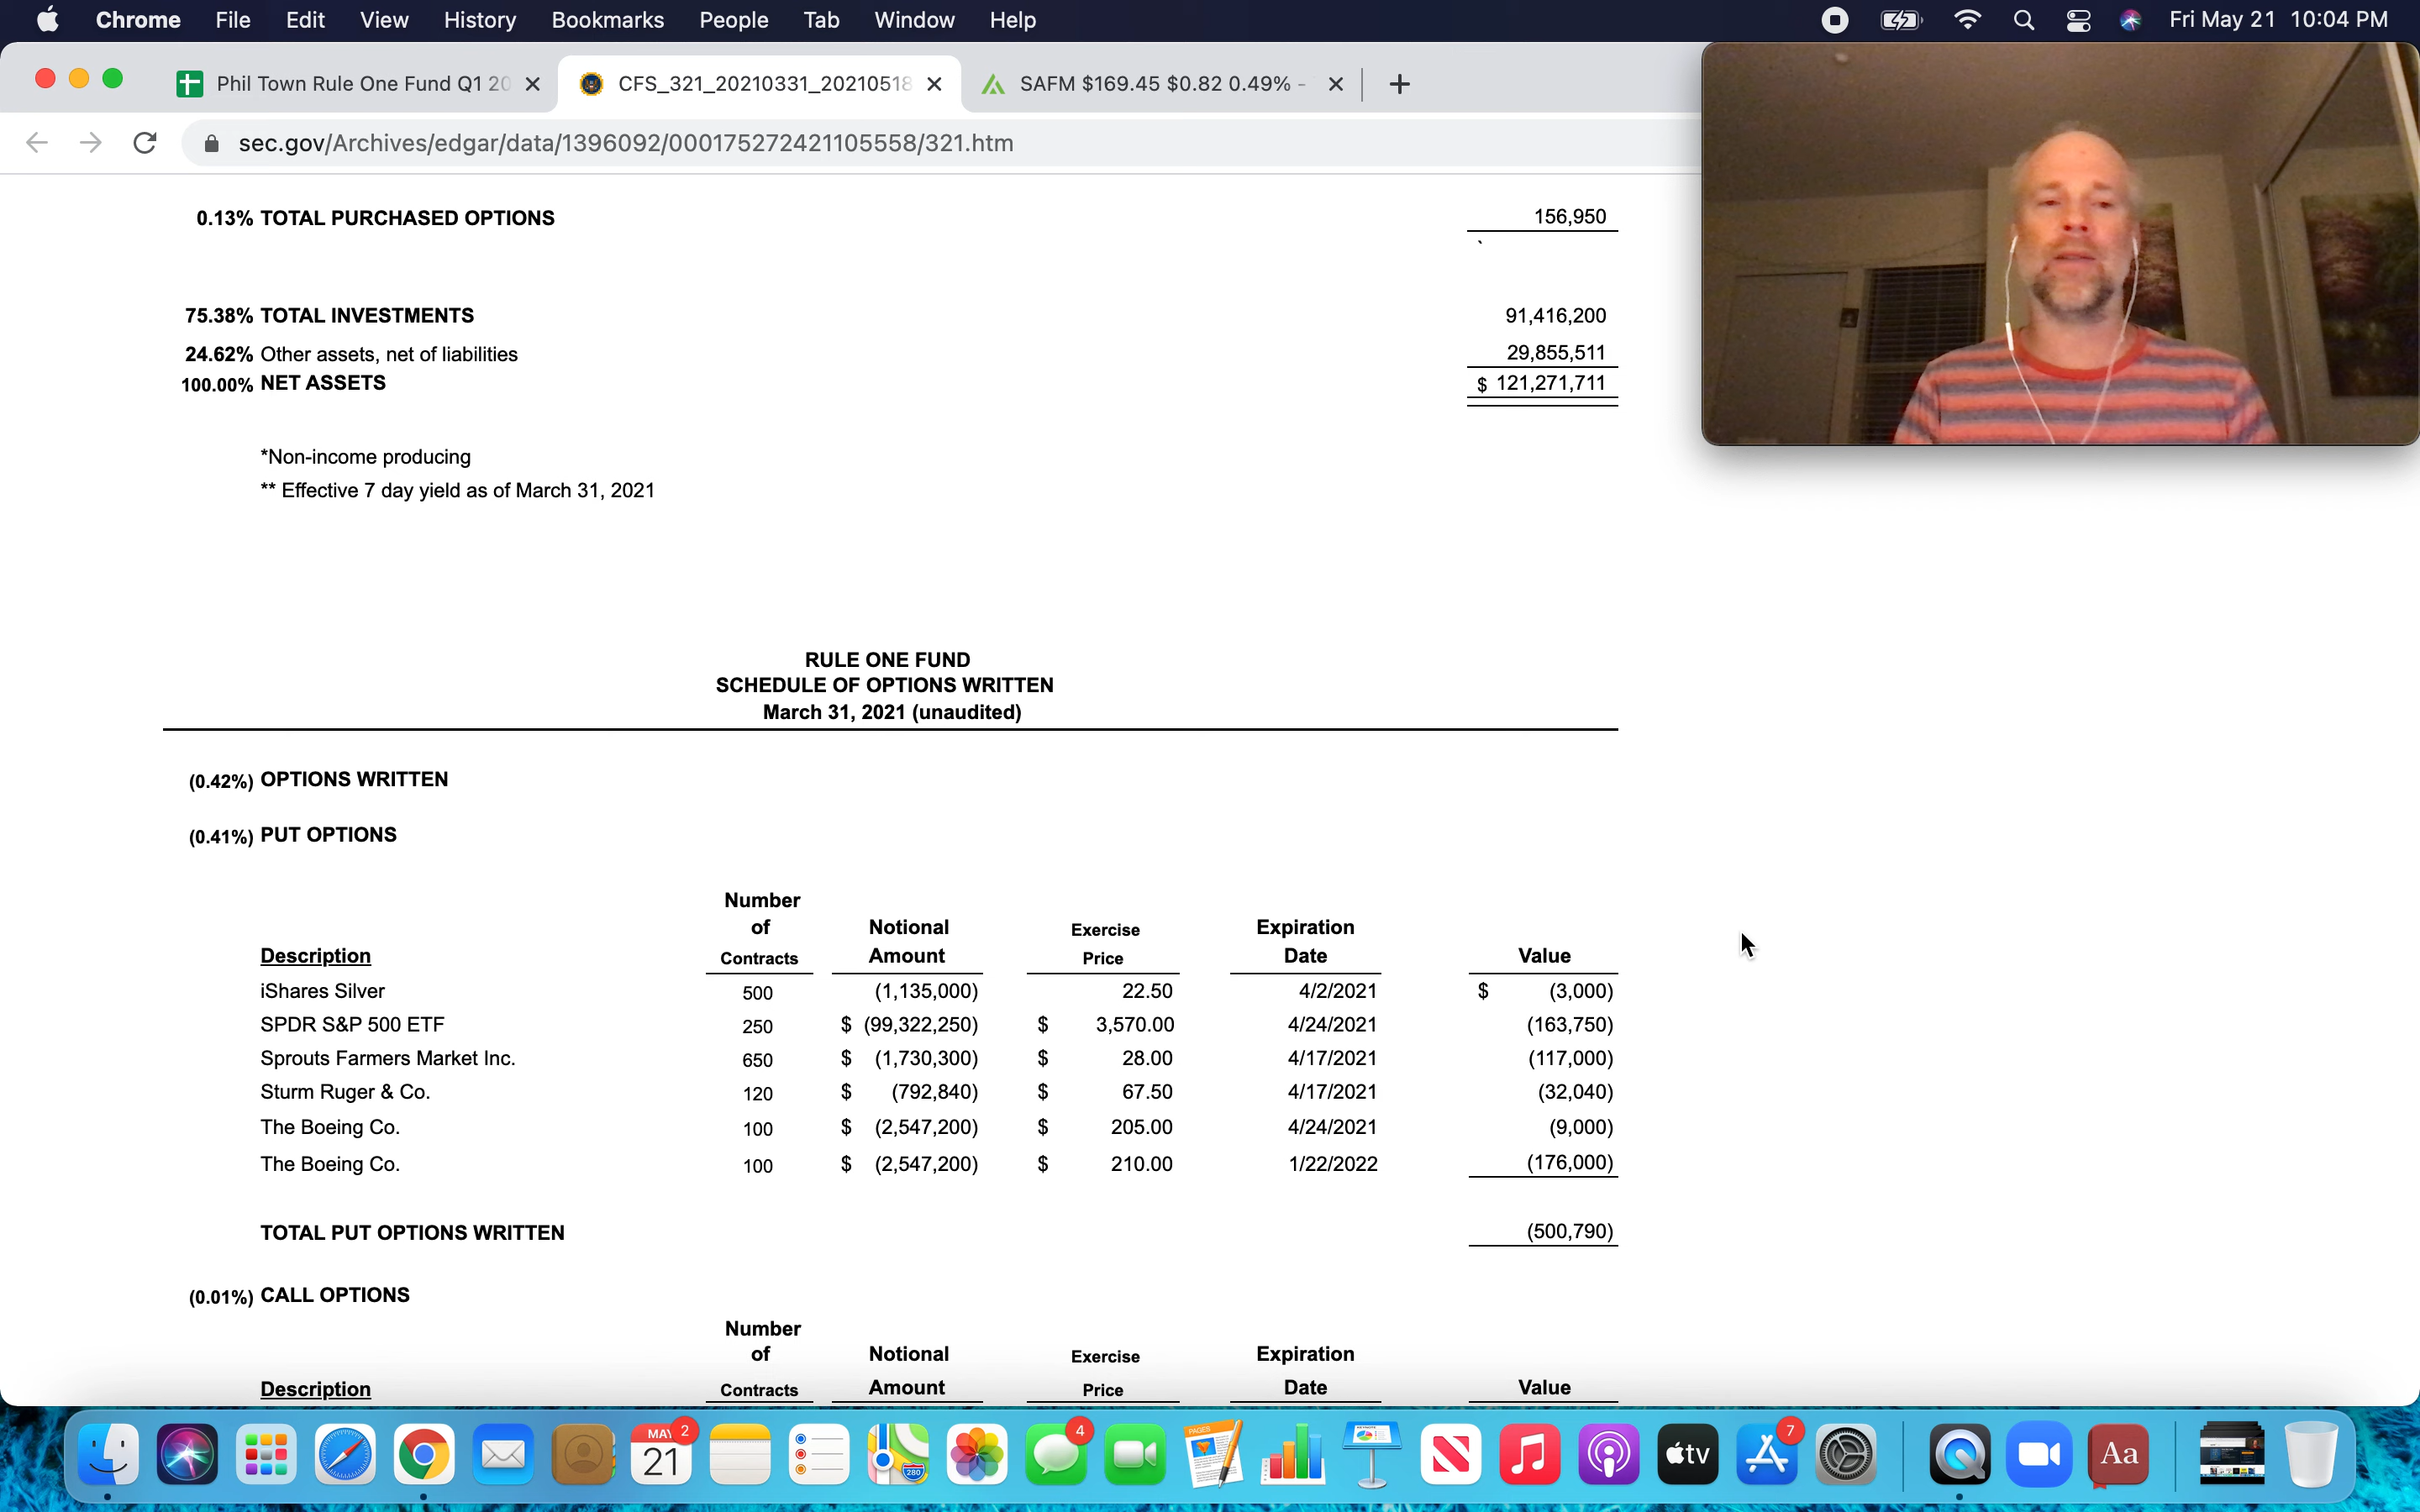 Chrome File Edit View History Bookmarks People Tab Window Help Fri May 21 10:04 PM
Phil Town Rule One Fund Q1 20 CFS_321_20210331_20210518 SAFM $169.45 $0.82 0.49% -
sec.gov/Archives/edgar/data/1396092/000175272421105558/321.htm
0.13% TOTAL PURCHASED OPTIONS 156,950
75.38% TOTAL INVESTMENTS 91,416,200
24.62% Other assets, net of liabilities 29,855,511
100.00% NET ASSETS $ 121,271,711
*Non-income producing
** Effective 7 day yield as of March 31, 2021
RULE ONE FUND
SCHEDULE OF OPTIONS WRITTEN
March 31, 2021 (unaudited)
(0.42%) OPTIONS WRITTEN
(0.41%) PUT OPTIONS
Number
of Notional Exercise Expiration
Description Contracts Amount Price Date Value
iShares Silver 500 (1,135,000) 22.50 4/2/2021 $ (3,000)
SPDR S&P 500 ETF 250 $ (99,322,250) $ 3,570.00 4/24/2021 (163,750)
Sprouts Farmers Market Inc. 650 $ (1,730,300) $ 28.00 4/17/2021 (117,000)
Sturm Ruger & Co. 120 $ (792,840) $ 67.50 4/17/2021 (32,040)
The Boeing Co. 100 $ (2,547,200) $ 205.00 4/24/2021 (9,000)
The Boeing Co. 100 $ (2,547,200) $ 210.00 1/22/2022 (176,000)
TOTAL PUT OPTIONS WRITTEN (500,790)
(0.01%) CALL OPTIONS
Number
of Notional Exercise Expiration
Description Contracts Amount Price Date Value
MAY 2 4 PAGES 7
21 280 tv Aa